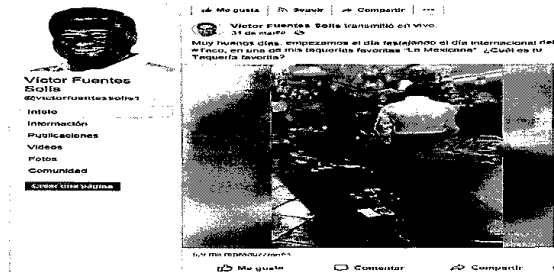 Me gusta Seguir Compartir ...
Víctor Fuentes Solís transmitió en vivo.
31 de marzo
Muy buenos días, empezamos el día festejando el día internacional del
#Taco, en una de mis taquerías favoritas "La Mexicana" ¿Cuál es tu
Taquería favorita?
Víctor Fuentes
Solís
@victorfuentessolis1
Inicio
Información
Publicaciones
Videos
Fotos
Comunidad
Crear una página
mil reproducciones
Me gusta Comentar Compartir